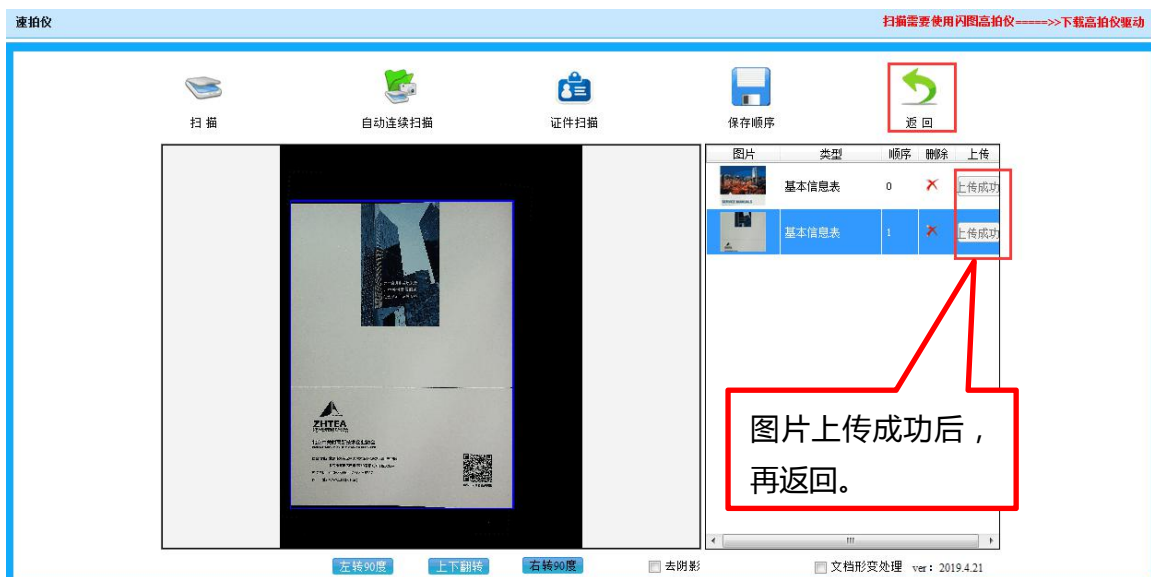 速拍仪
扫描需要使用闪图高拍仪=====>>下载高拍仪驱动
扫 描
自动连续扫描
证件扫描
保存顺序
返 回
图片 类型 顺序 删除 上传
SERVICE MANUALS
基本信息表 0 上传成功
基本信息表 1 上传成功
ZHTEA
图片上传成功后，
再返回。
左转90度 上下翻转 右转90度 去阴影 文档形变处理 ver: 2019.4.21